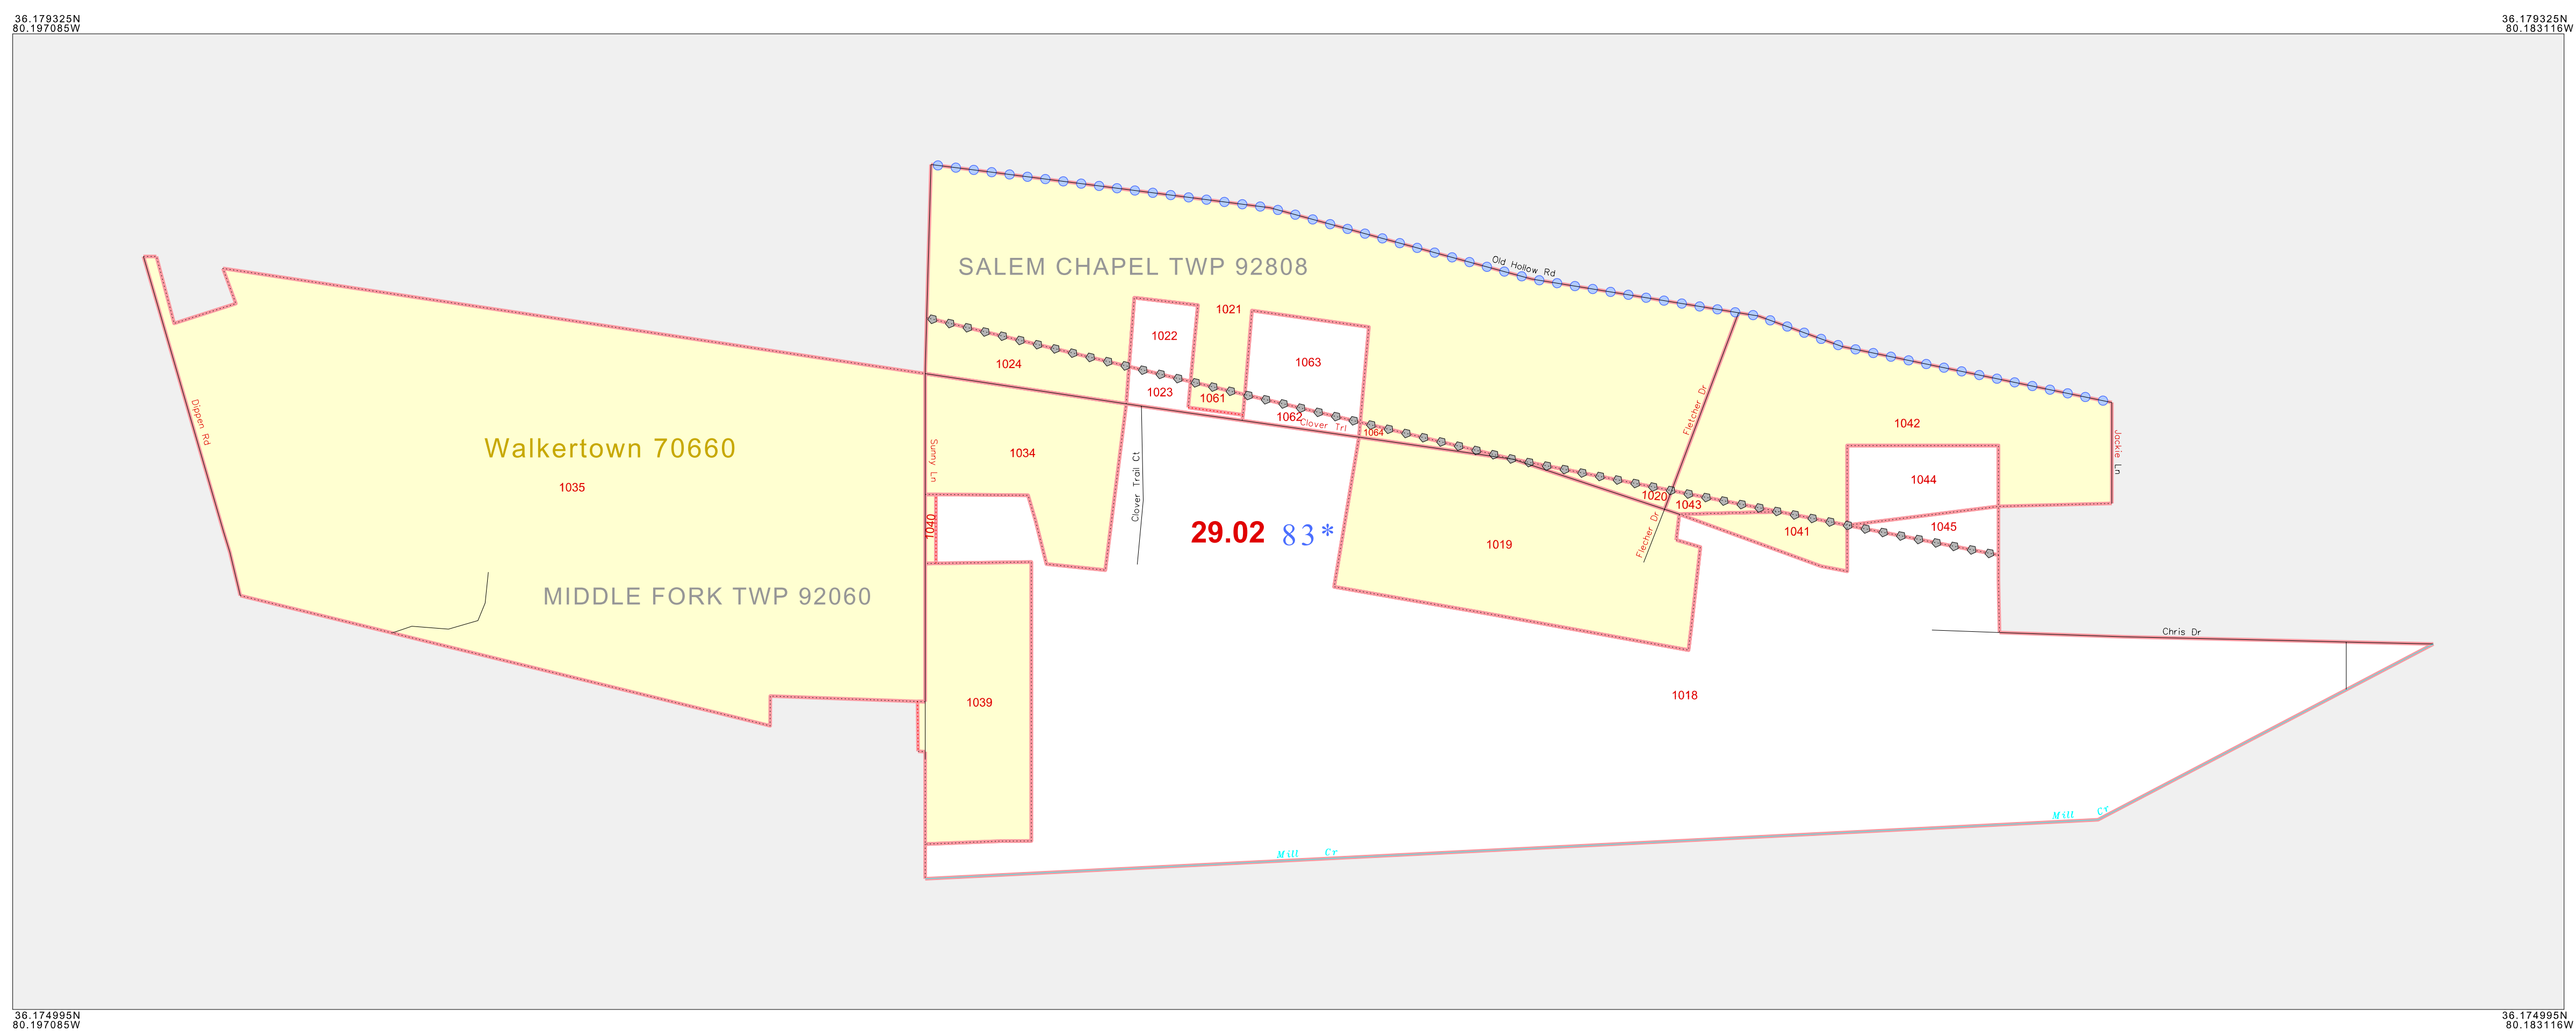 36.179325N
80.197085W
36.179325N
80.183116W
Old Hollow Rd
SALEM CHAPEL TWP 92808
1021
1022
1063
1024
1023
1061
1062
Clover Trl
1064
Fletcher Dr
1042
Dippen Rd
Walkertown 70660
1035
Sunny Ln
1034
Clover Trail Ct
Jackie Ln
1044
1020
1043
1041
1045
1040
29.02
83*
1019
Flecher Dr
MIDDLE FORK TWP 92060
Chris Dr
1018
1039
Mill Cr
Mill Cr
36.174995N
80.197085W
36.174995N
80.183116W